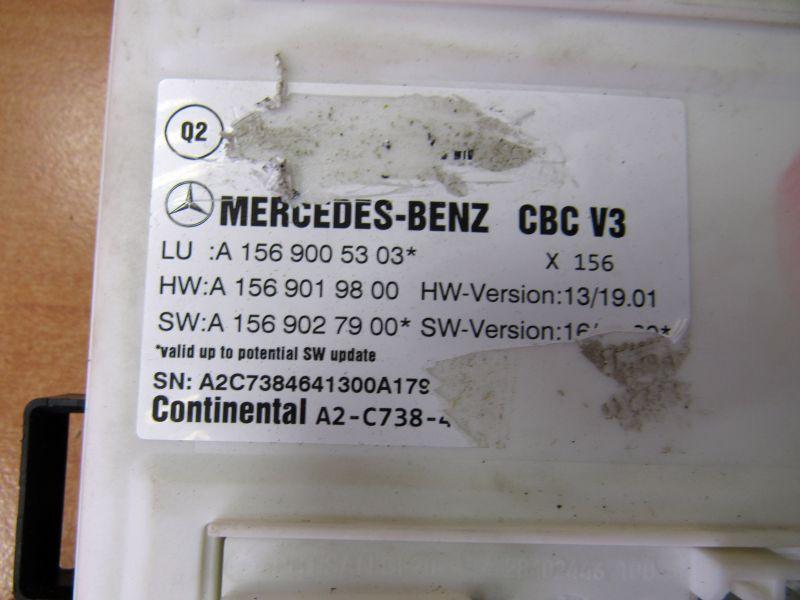 Q2
MERCEDES-BENZ CBC V3
LU :A 156 900 53 03* X 156
HW:A 156 901 98 00 HW-Version:13/19.01
SW:A 156 902 79 00* SW-Version:16/
*valid up to potential SW update
SN: A2C7384641300A179
Continental A2-C738-4